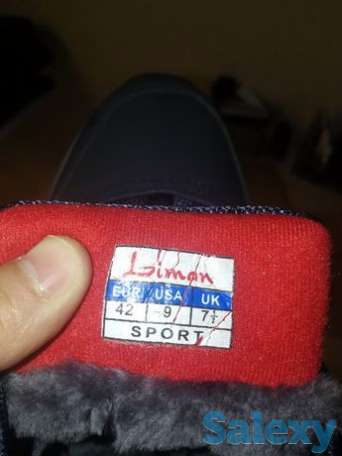 Liman
EUR USA UK
42 9 7½
SPORT
Salexy